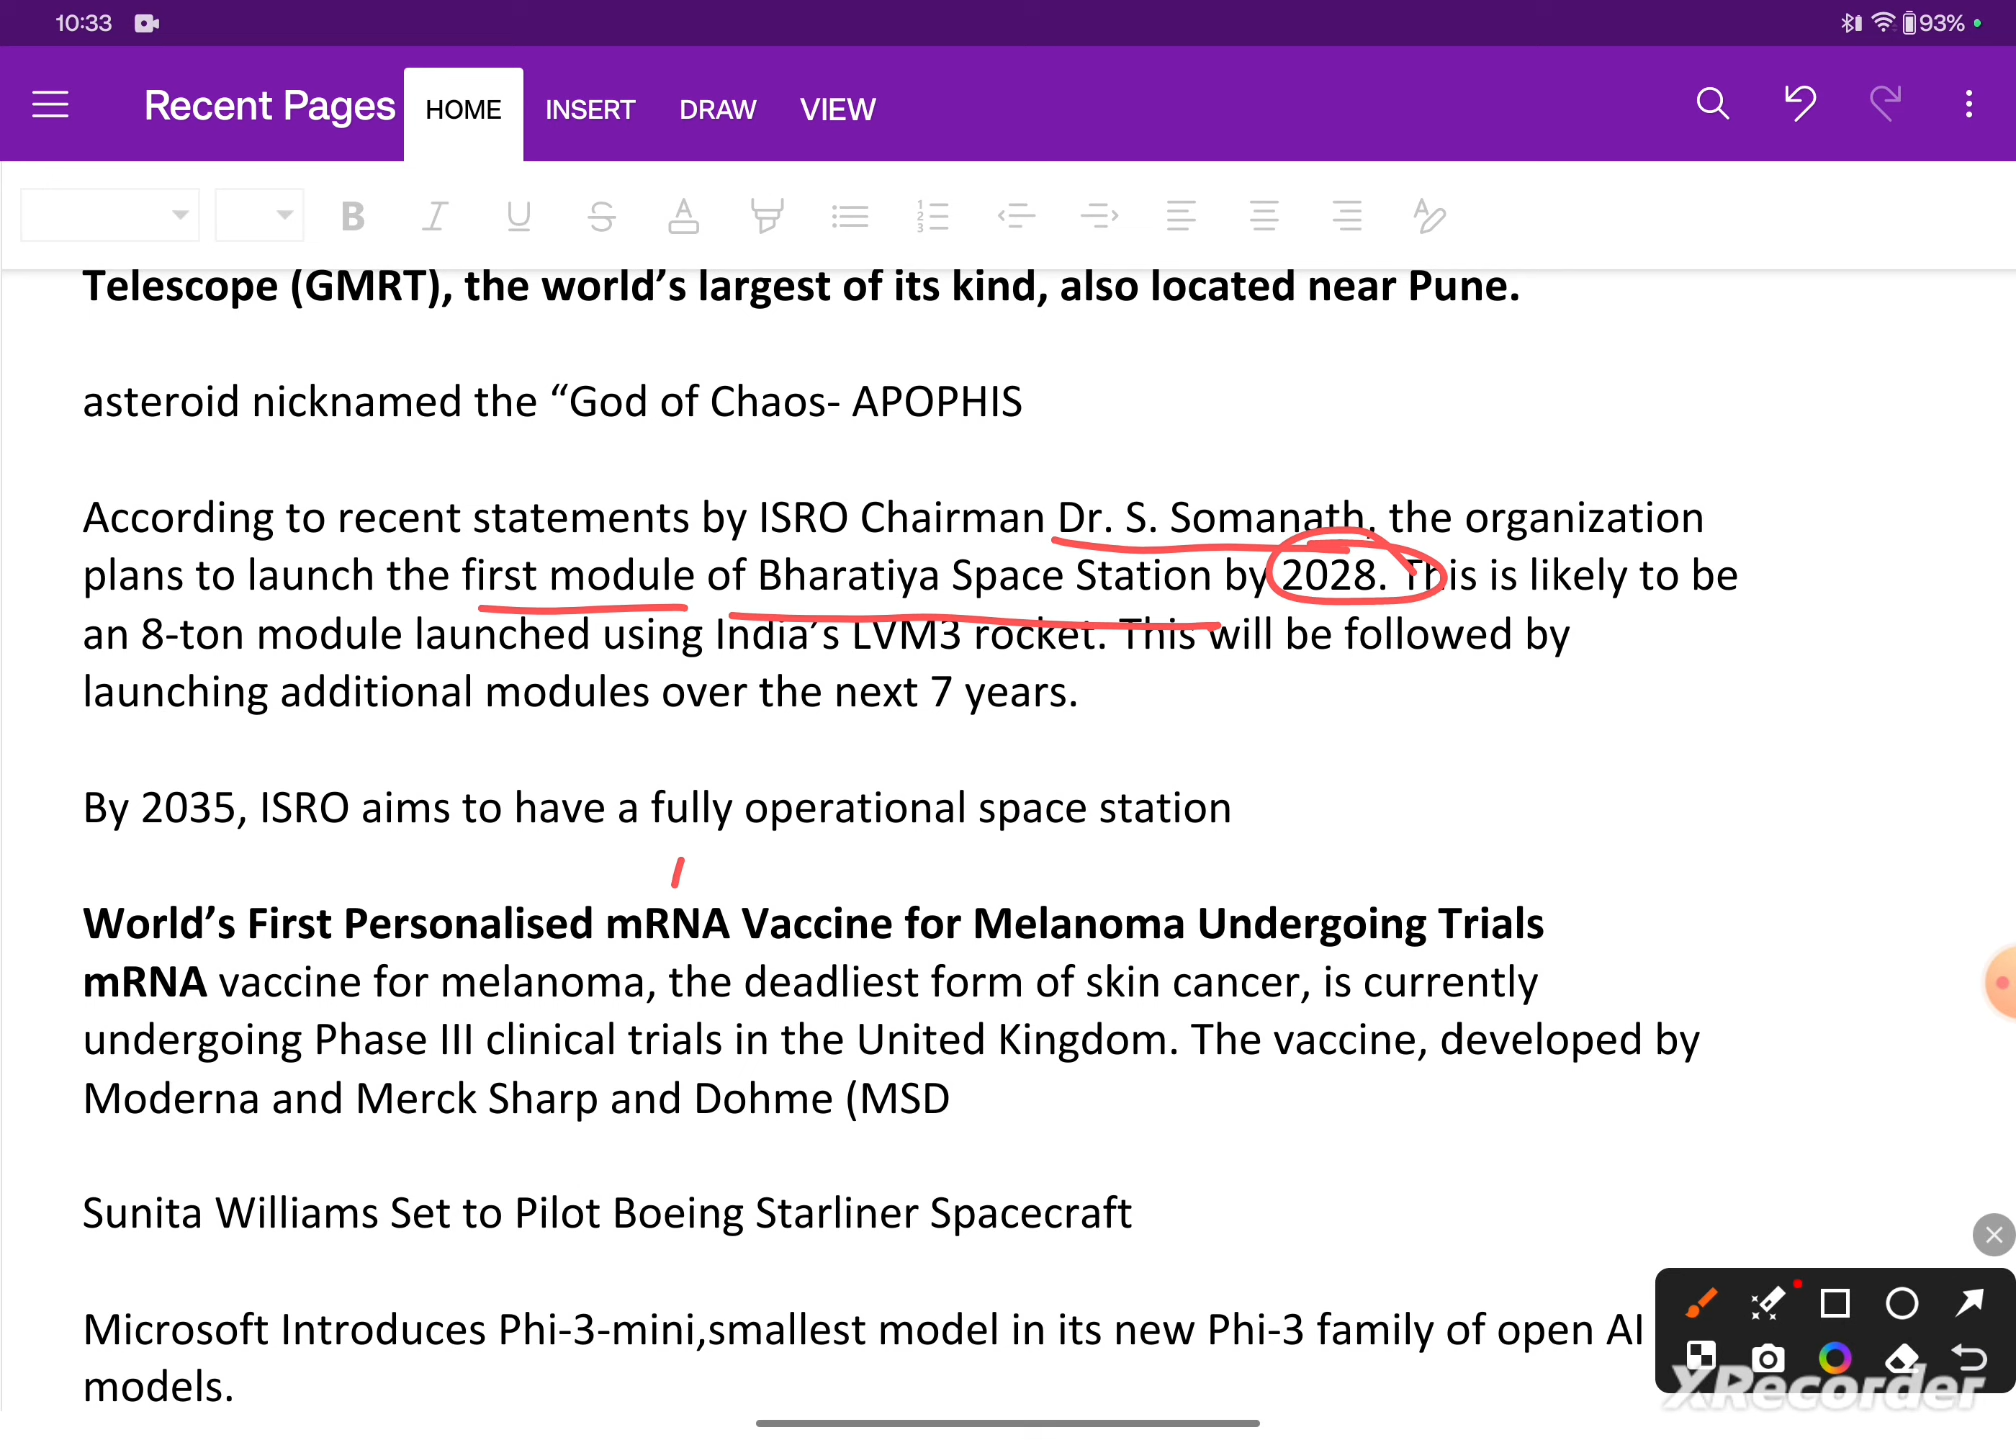 10:33
93%
Recent Pages HOME INSERT DRAW VIEW
B I U S A A
Telescope (GMRT), the world’s largest of its kind, also located near Pune.
asteroid nicknamed the “God of Chaos- APOPHIS
According to recent statements by ISRO Chairman Dr. S. Somanath, the organization
plans to launch the first module of Bharatiya Space Station by 2028. This is likely to be
an 8-ton module launched using India’s LVM3 rocket. This will be followed by
launching additional modules over the next 7 years.
By 2035, ISRO aims to have a fully operational space station
World’s First Personalised mRNA Vaccine for Melanoma Undergoing Trials
mRNA vaccine for melanoma, the deadliest form of skin cancer, is currently
undergoing Phase III clinical trials in the United Kingdom. The vaccine, developed by
Moderna and Merck Sharp and Dohme (MSD
Sunita Williams Set to Pilot Boeing Starliner Spacecraft
Microsoft Introduces Phi-3-mini,smallest model in its new Phi-3 family of open AI
models.
XRecorder